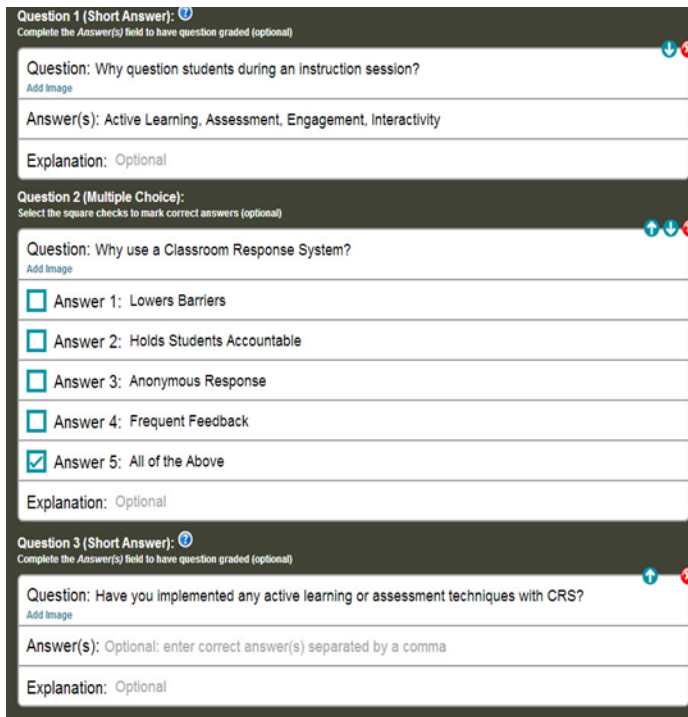 Question 1 (Short Answer):
Complete the Answer(s) field to have question graded (optional)
Question: Why question students during an instruction session?
Add Image
Answer(s): Active Learning, Assessment, Engagement, Interactivity
Explanation: Optional
Question 2 (Multiple Choice):
Select the square checks to mark correct answers (optional)
Question: Why use a Classroom Response System?
Add Image
Answer 1: Lowers Barriers
Answer 2: Holds Students Accountable
Answer 3: Anonymous Response
Answer 4: Frequent Feedback
Answer 5: All of the Above
Explanation: Optional
Question 3 (Short Answer):
Complete the Answer(s) field to have question graded (optional)
Question: Have you implemented any active learning or assessment techniques with CRS?
Add Image
Answer(s): Optional: enter correct answer(s) separated by a comma
Explanation: Optional